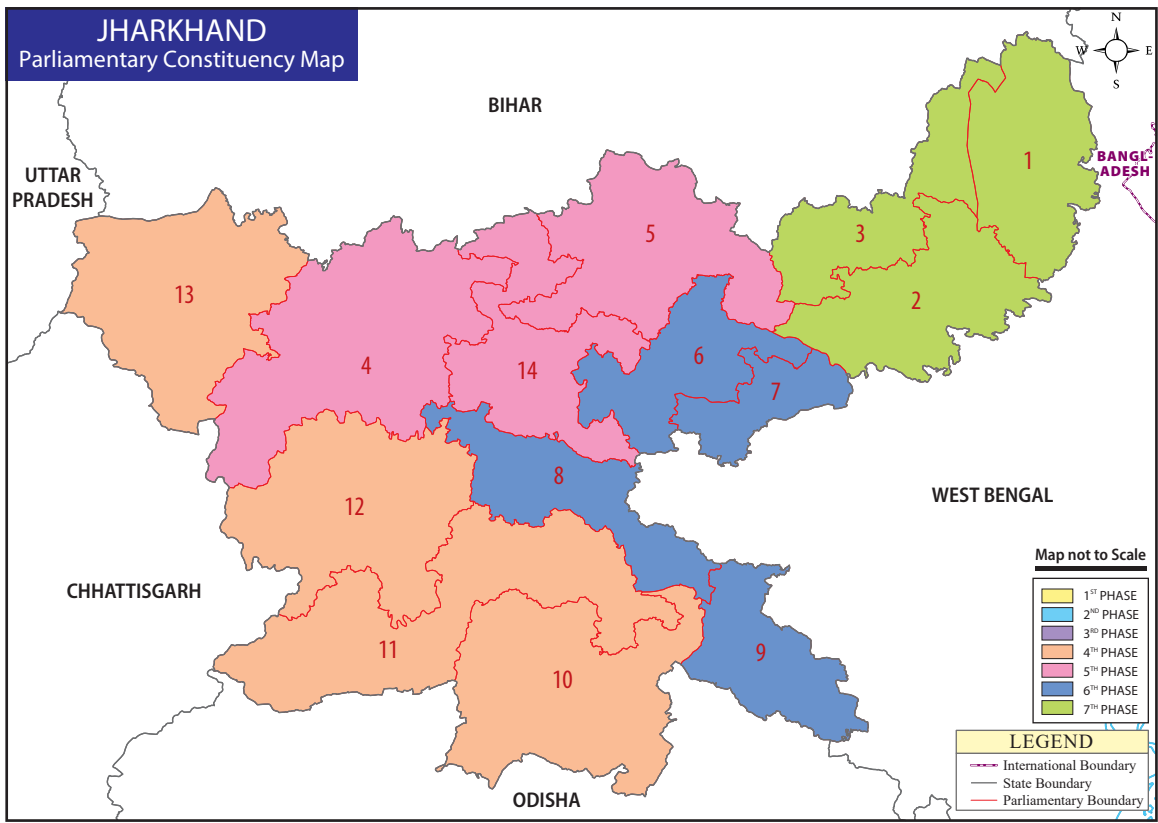 JHARKHAND
Parliamentary Constituency Map
N
W
E
S
BIHAR
UTTAR
PRADESH
BANGL-
ADESH
1
5
3
13
2
6
4
14
7
8
WEST BENGAL
12
CHHATTISGARH
11
9
10
ODISHA
Map not to Scale
1ST PHASE
2ND PHASE
3RD PHASE
4TH PHASE
5TH PHASE
6TH PHASE
7TH PHASE
LEGEND
International Boundary
State Boundary
Parliamentary Boundary